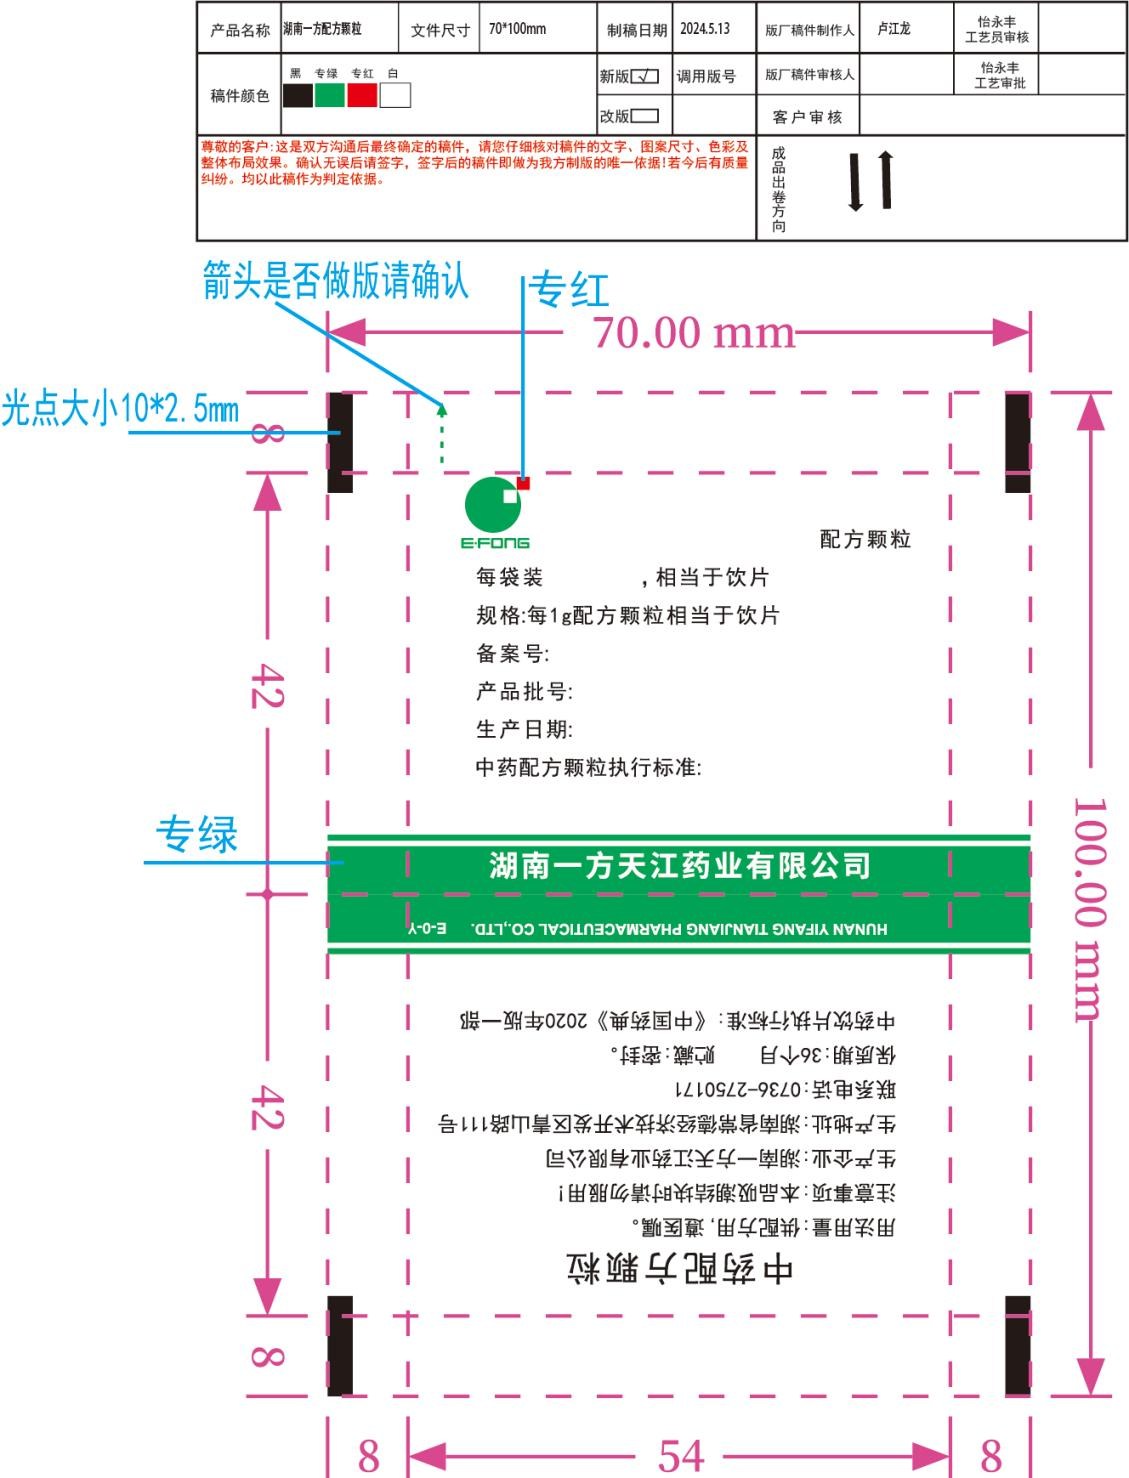 产品名称 湖南一方配方颗粒 文件尺寸 70*100mm 制稿日期 2024.5.13 版厂稿件制作人 卢江龙 怡永丰
工艺员审核
稿件颜色 黑 专绿 专红 白 新版 √ 调用版号 版厂稿件审核人 怡永丰
工艺审批
改版 客户审核
尊敬的客户:这是双方沟通后最终确定的稿件，请您仔细核对稿件的文字、图案尺寸、色彩及
整体布局效果。确认无误后请签字，签字后的稿件即做为我方制版的唯一依据!若今后有质量
纠纷。均以此稿作为判定依据。
成品出卷方向
箭头是否做版请确认
专红
70.00 mm
光点大小10*2.5mm
8
E·FONG
配方颗粒
每袋装 ,相当于饮片
规格:每1g配方颗粒相当于饮片
备案号:
产品批号:
生产日期:
中药配方颗粒执行标准:
42
专绿
湖南一方天江药业有限公司
HUNAN YIFANG TIANJIANG PHARMACEUTICAL CO.,LTD. E-0-Y
100.00 mm
中药配方颗粒
用法用量:供配方用,遵医嘱。
注意事项:本品吸潮结块时请勿服用!
生产企业:湖南一方天江药业有限公司
生产地址:湖南省常德经济技术开发区青山路111号
联系电话:0736-2750171
保质期:36个月 贮藏:密封。
中药饮片执行标准:《中国药典》2020年版一部
42
8
8
54
8